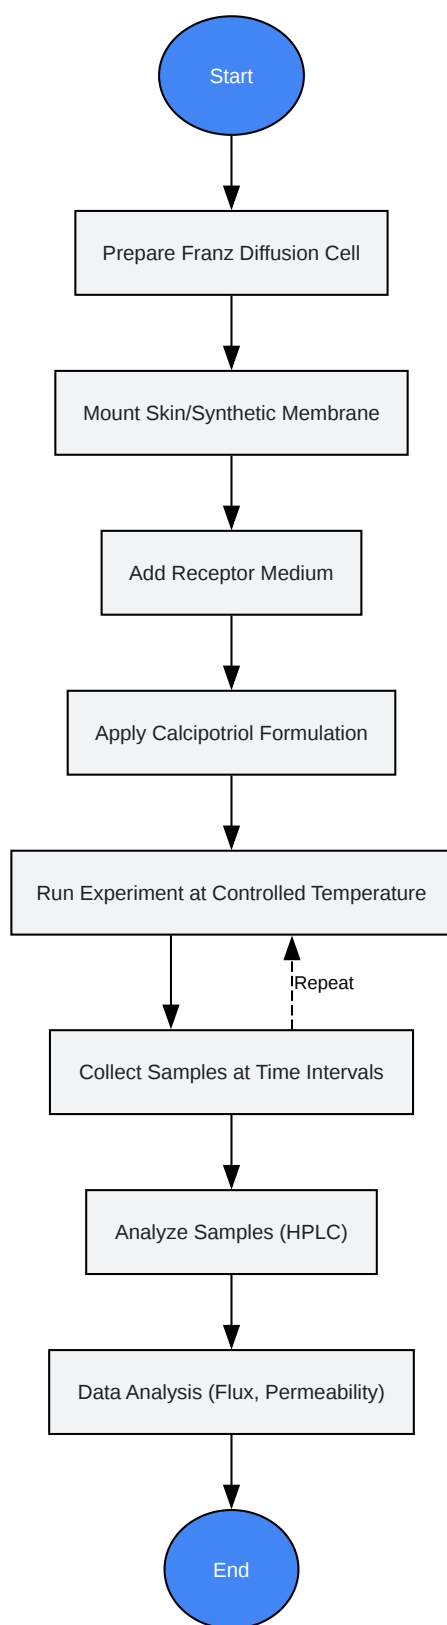 Start
Prepare Franz Diffusion Cell
Mount Skin/Synthetic Membrane
Add Receptor Medium
Apply Calcipotriol Formulation
Run Experiment at Controlled Temperature
Repeat
Collect Samples at Time Intervals
Analyze Samples (HPLC)
Data Analysis (Flux, Permeability)
End